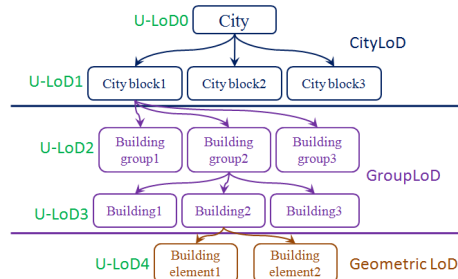 U-LoD0
City
CityLoD
U-LoD1
City block1
City block2
City block3
U-LoD2
Building
group1
Building
group2
Building
group3
GroupLoD
U-LoD3
Building1
Building2
Building3
U-LoD4
Building
element1
Building
element2
Geometric LoD